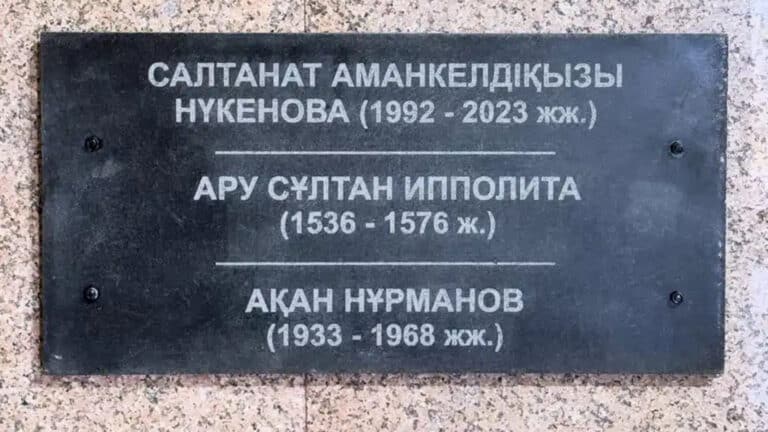 САЛТАНАТ АМАНКЕЛДІҚЫЗЫ
НҮКЕНОВА (1992 - 2023 жж.)
АРУ СҰЛТАН ИППОЛИТА
(1536 - 1576 ж.)
АҚАН НҰРМАНОВ
(1933 - 1968 жж.)